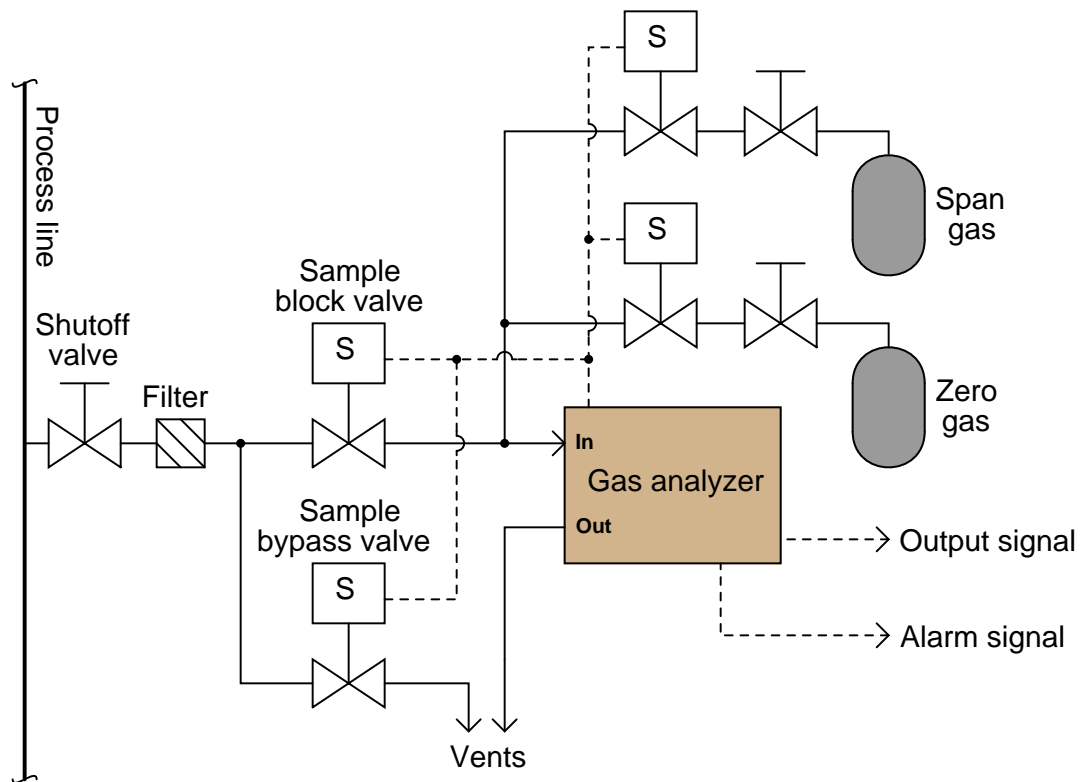 S
Span
gas
S
Zero
gas
Process line
Sample
block valve
S
Shutoff
valve
Filter
In
Gas analyzer
Out
Sample
bypass valve
S
Output signal
Alarm signal
Vents